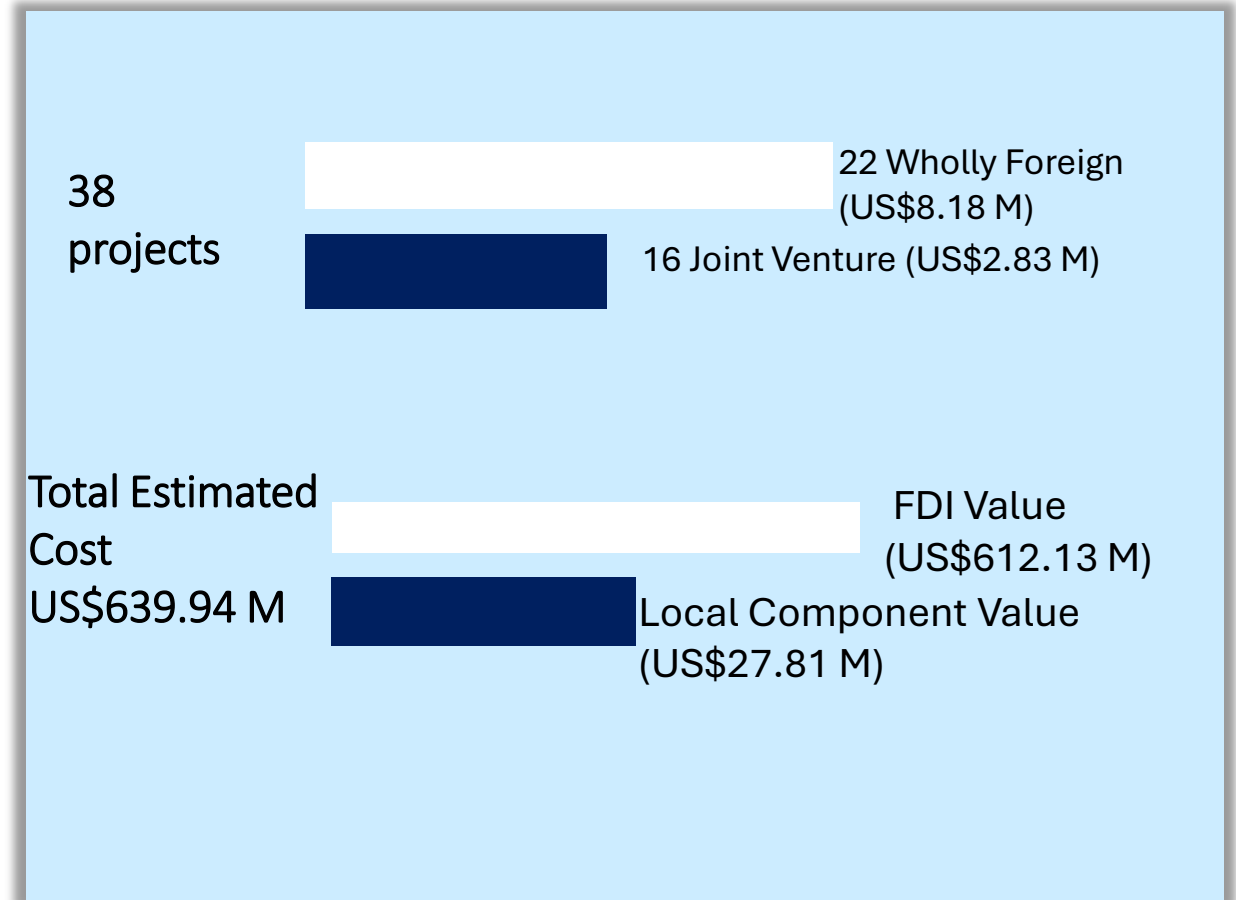 38
projects
22 Wholly Foreign
(US$8.18 M)
16 Joint Venture (US$2.83 M)
Total Estimated
Cost
US$639.94 M
FDI Value
(US$612.13 M)
Local Component Value
(US$27.81 M)